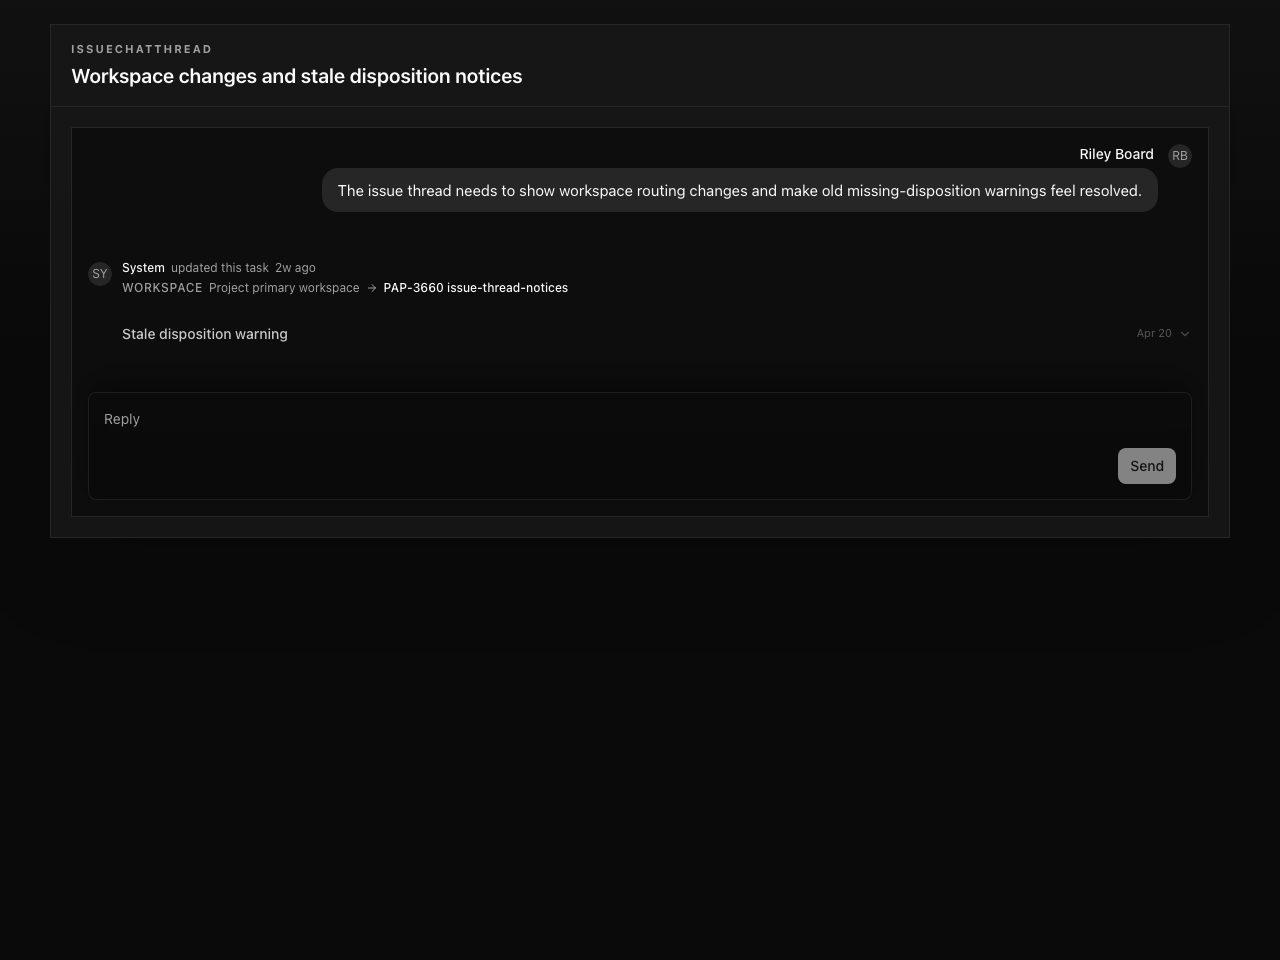 ISSUECHATTHREAD
Workspace changes and stale disposition notices
Riley Board RB
The issue thread needs to show workspace routing changes and make old missing-disposition warnings feel resolved.
SY System updated this task 2w ago
WORKSPACE Project primary workspace → PAP-3660 issue-thread-notices
Stale disposition warning Apr 20
Reply
Send